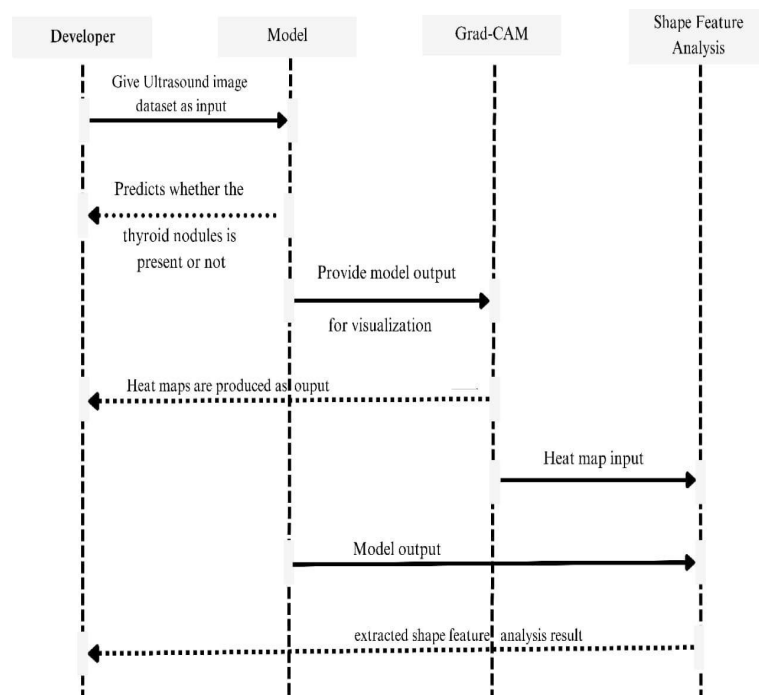 Developer
Model
Grad-CAM
Shape Feature
Analysis
Give Ultrasound image
dataset as input
Predicts whether the
thyroid nodules is
present or not
Provide model output
for visualization
Heat maps are produced as ouput
Heat map input
Model output
extracted shape feature analysis result